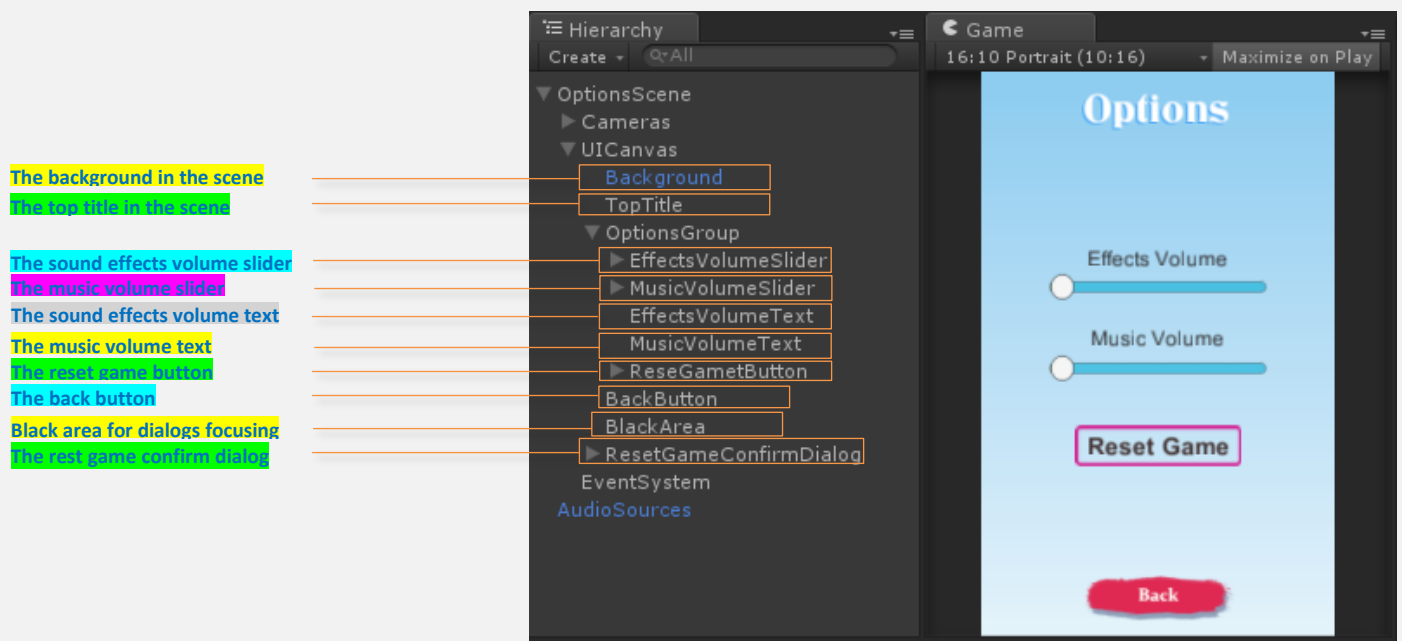 Hierarchy
Create
All
OptionsScene
Cameras
UICanvas
Background
TopTitle
OptionsGroup
EffectsVolumeSlider
MusicVolumeSlider
EffectsVolumeText
MusicVolumeText
ReseGametButton
BackButton
BlackArea
ResetGameConfirmDialog
EventSystem
AudioSources
The background in the scene
The top title in the scene
The sound effects volume slider
The music volume slider
The sound effects volume text
The music volume text
The reset game button
The back button
Black area for dialogs focusing
The rest game confirm dialog
Game
16:10 Portrait (10:16)
Maximize on Play
Options
Effects Volume
Music Volume
Reset Game
Back